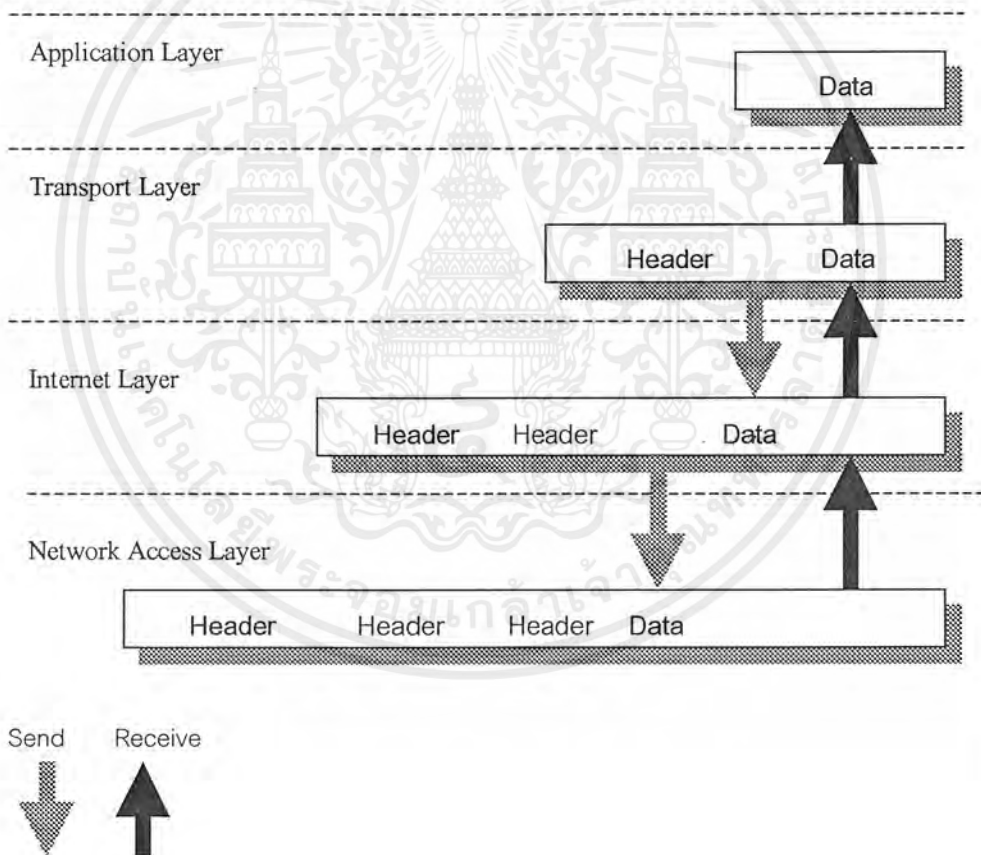 Application Layer
Data
Transport Layer
Header Data
Internet Layer
Header Header Data
Network Access Layer
Header Header Header Data
Send Receive